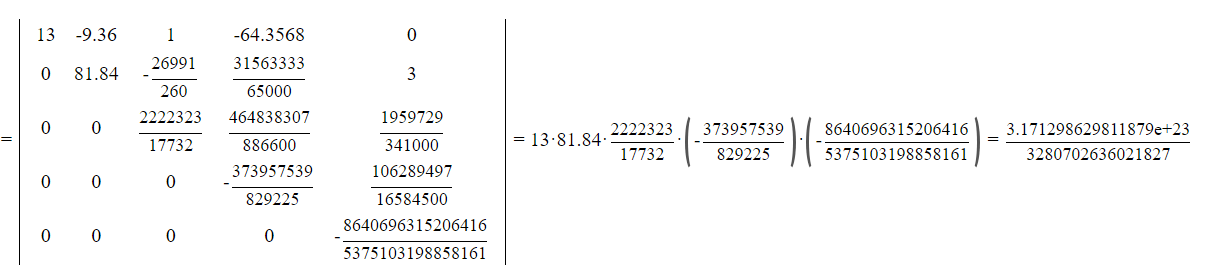 = | 13 -9.36 1 -64.3568 0 |
| 0 81.84 -26991/260 31563333/65000 3 |
| 0 0 2222323/17732 464838307/886600 1959729/341000 | = 13·81.84·2222323/17732·(-373957539/829225)·(-8640696315206416/5375103198858161) = 3.171298629811879e+23/3280702636021827
| 0 0 0 -373957539/829225 106289497/16584500 |
| 0 0 0 0 -8640696315206416/5375103198858161 |